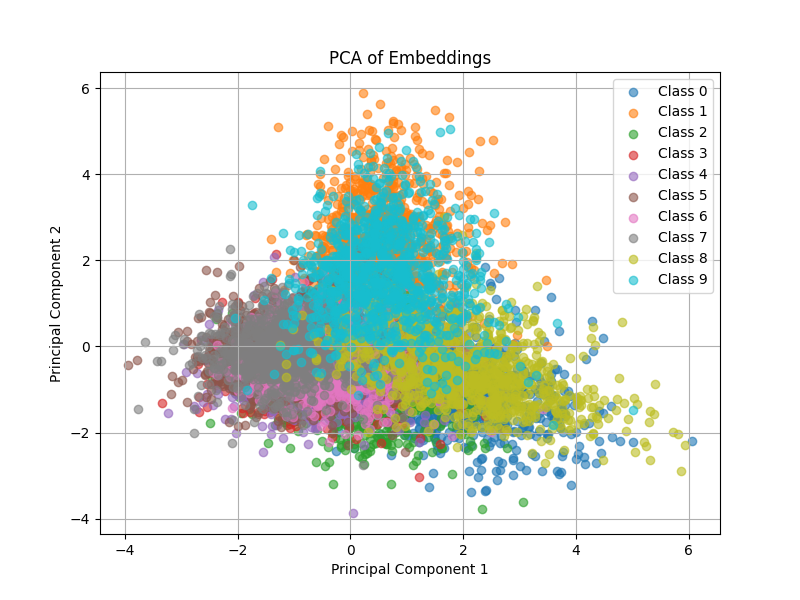 PCA of Embeddings
6
4
2
0
−2
−4
Principal Component 2
−4
−2
0
2
4
6
Principal Component 1
Class 0
Class 1
Class 2
Class 3
Class 4
Class 5
Class 6
Class 7
Class 8
Class 9